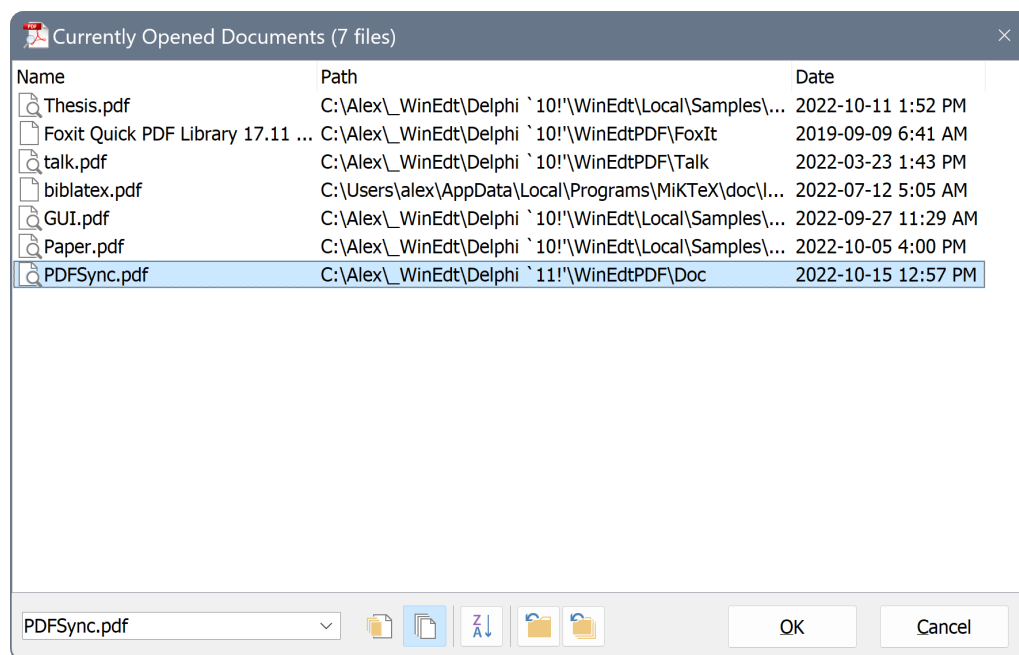 Currently Opened Documents (7 files)
Name Path Date
Thesis.pdf C:\Alex\_WinEdt\Delphi `10!'\WinEdt\Local\Samples\... 2022-10-11 1:52 PM
Foxit Quick PDF Library 17.11 ... C:\Alex\_WinEdt\Delphi `10!'\WinEdtPDF\FoxIt 2019-09-09 6:41 AM
talk.pdf C:\Alex\_WinEdt\Delphi `10!'\WinEdtPDF\Talk 2022-03-23 1:43 PM
biblatex.pdf C:\Users\alex\AppData\Local\Programs\MiKTeX\doc\l... 2022-07-12 5:05 AM
GUI.pdf C:\Alex\_WinEdt\Delphi `10!'\WinEdt\Local\Samples\... 2022-09-27 11:29 AM
Paper.pdf C:\Alex\_WinEdt\Delphi `10!'\WinEdt\Local\Samples\... 2022-10-05 4:00 PM
PDFSync.pdf C:\Alex\_WinEdt\Delphi `11!'\WinEdtPDF\Doc 2022-10-15 12:57 PM
PDFSync.pdf OK Cancel